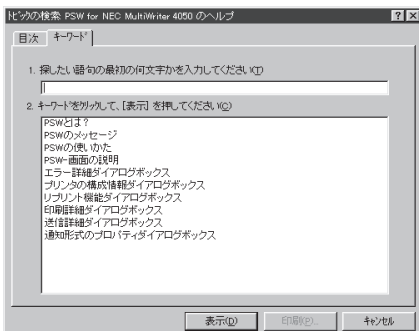 ﾄﾋﾟｯｸの検索: PSW for NEC MultiWriter 4050 のヘルプ
目次 ｷｰﾜｰﾄﾞ
1. 探したい語句の最初の何文字かを入力してください(T)
2. ｷｰﾜｰﾄﾞをｸﾘｯｸして、[表示] を押してください(C)
PSWとは？
PSWのメッセージ
PSWの使いかた
PSW-画面の説明
エラー詳細ダイアログボックス
プリンタの構成情報ダイアログボックス
リプリント機能ダイアログボックス
印刷詳細ダイアログボックス
送信詳細ダイアログボックス
通知形式のプロパティダイアログボックス
表示(D) 印刷(P)... ｷｬﾝｾﾙ